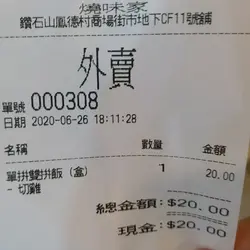 燒味家
鑽石山鳳德村商場街市地下CF11號舖
外賣
單號 000308
日期 2020-06-26 18:11:28
名稱 數量 金額
單拼雙拼飯(盒) 1 20.00
- 切雞
總金額: $20.00
現金: $20.00